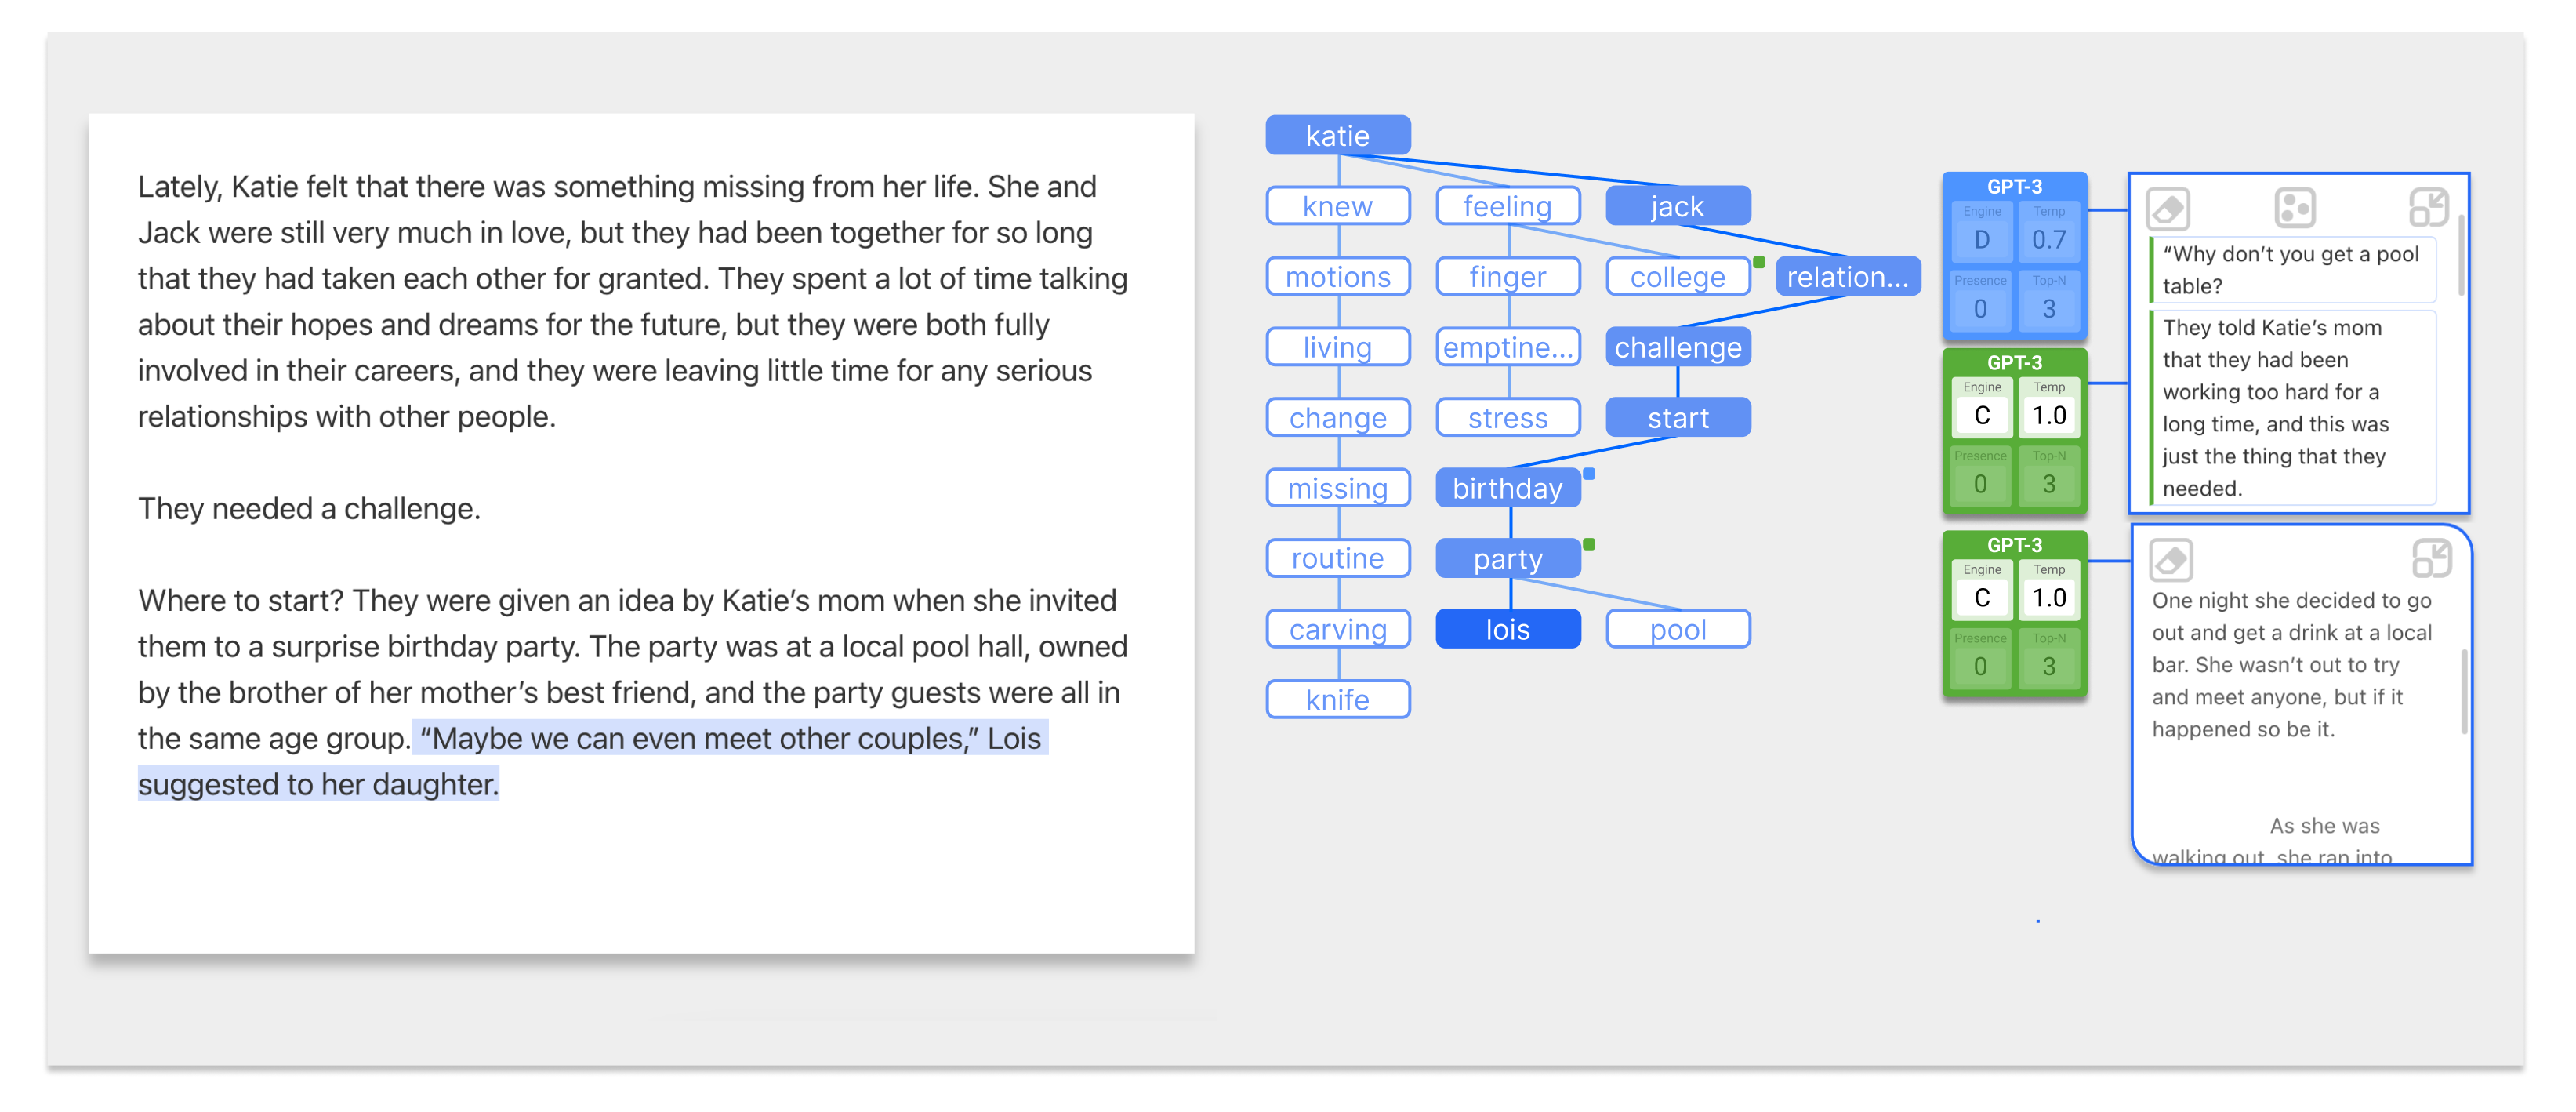 Lately, Katie felt that there was something missing from her life. She and
Jack were still very much in love, but they had been together for so long
that they had taken each other for granted. They spent a lot of time talking
about their hopes and dreams for the future, but they were both fully
involved in their careers, and they were leaving little time for any serious
relationships with other people.
They needed a challenge.
Where to start? They were given an idea by Katie’s mom when she invited
them to a surprise birthday party. The party was at a local pool hall, owned
by the brother of her mother’s best friend, and the party guests were all in
the same age group. “Maybe we can even meet other couples,” Lois
suggested to her daughter.
katie
knew
feeling
jack
motions
finger
college
relation...
living
emptine...
challenge
change
stress
start
missing
birthday
routine
party
carving
lois
pool
knife
GPT-3
Engine
Temp
D
0.7
Presence
Top-N
0
3
GPT-3
Engine
Temp
C
1.0
Presence
Top-N
0
3
GPT-3
Engine
Temp
C
1.0
Presence
Top-N
0
3
“Why don’t you get a pool
table?
They told Katie’s mom
that they had been
working too hard for a
long time, and this was
just the thing that they
needed.
One night she decided to go
out and get a drink at a local
bar. She wasn’t out to try
and meet anyone, but if it
happened so be it.
As she was
walking out, she ran into